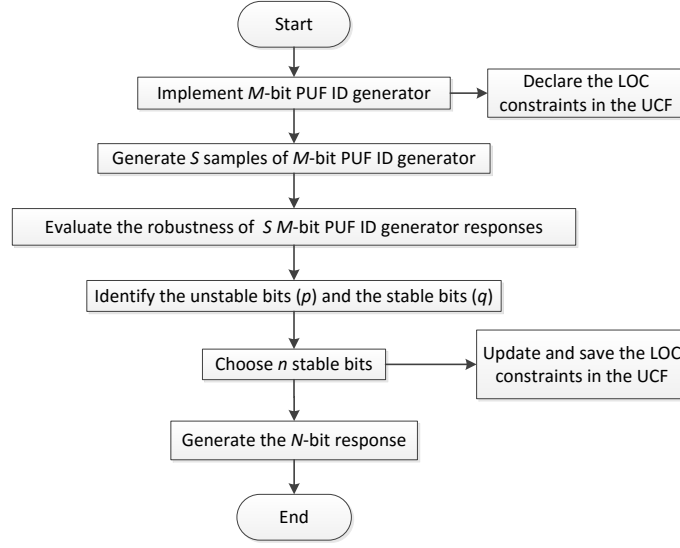 Start
Implement M-bit PUF ID generator
Declare the LOC
constraints in the UCF
Generate S samples of M-bit PUF ID generator
Evaluate the robustness of S M-bit PUF ID generator responses
Identify the unstable bits (p) and the stable bits (q)
Choose n stable bits
Update and save the LOC
constraints in the UCF
Generate the N-bit response
End